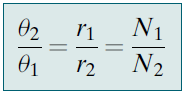 θ₂/θ₁ = r₁/r₂ = N₁/N₂